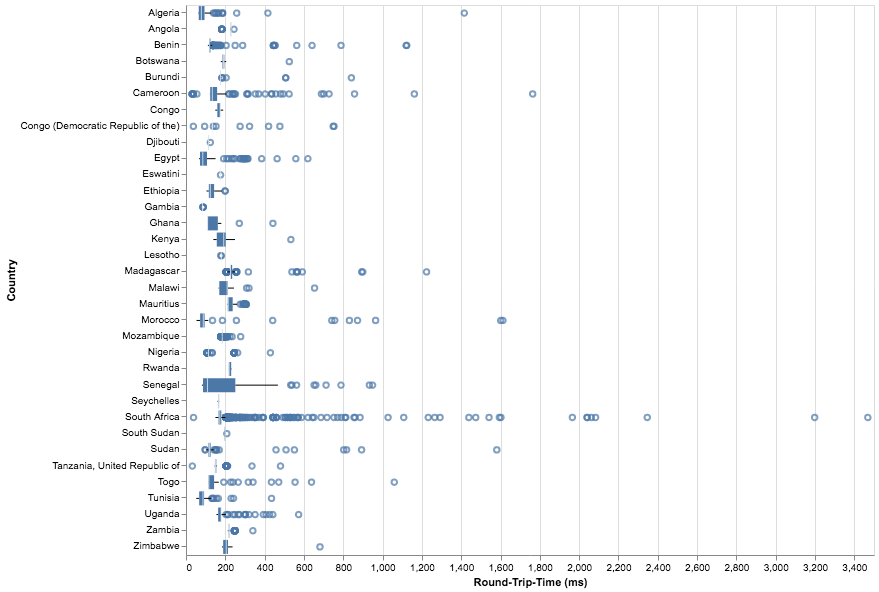 Country
Algeria
Angola
Benin
Botswana
Burundi
Cameroon
Congo
Congo (Democratic Republic of the)
Djibouti
Egypt
Eswatini
Ethiopia
Gambia
Ghana
Kenya
Lesotho
Madagascar
Malawi
Mauritius
Morocco
Mozambique
Nigeria
Rwanda
Senegal
Seychelles
South Africa
South Sudan
Sudan
Tanzania, United Republic of
Togo
Tunisia
Uganda
Zambia
Zimbabwe
0 200 400 600 800 1,000 1,200 1,400 1,600 1,800 2,000 2,200 2,400 2,600 2,800 3,000 3,200 3,400
Round-Trip-Time (ms)